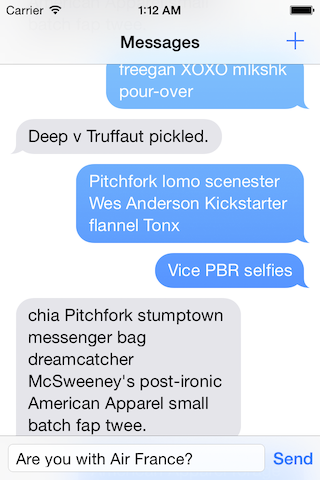 Carrier 1:12 AM
Messages +
freegan XOXO mlkshk
pour-over
Deep v Truffaut pickled.
Pitchfork lomo scenester
Wes Anderson Kickstarter
flannel Tonx
Vice PBR selfies
chia Pitchfork stumptown
messenger bag
dreamcatcher
McSweeney's post-ironic
American Apparel small
batch fap twee.
Are you with Air France? Send